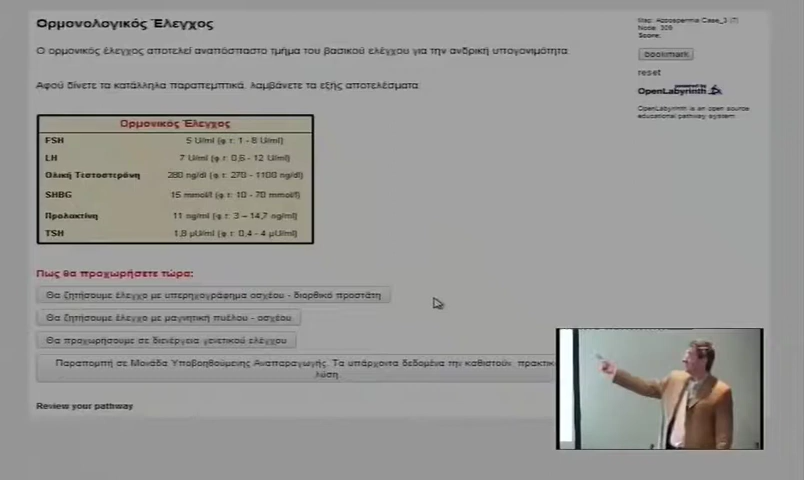 Ορμονολογικός Έλεγχος
Ο ορμονικός έλεγχος αποτελεί αναπόσπαστο τμήμα του βασικού ελέγχου για την ανδρική υπογονιμότητα.
Αφού δίνετε τα κατάλληλα παραπεμπτικά, λαμβάνετε τα εξής αποτελέσματα
Ορμονικός Έλεγχος
FSH 5 U/ml (φ.τ: 1 - 8 U/ml)
LH 7 U/ml (φ.τ: 0,6 - 12 U/ml)
Ολική Τεστοστερόνη 280 ng/dl (φ.τ: 270 - 1100 ng/dl)
SHBG 15 mmol/l (φ.τ: 10 - 70 mmol/l)
Προλακτίνη 11 ng/ml (φ.τ: 3 – 14,7 ng/ml)
TSH 1,8 μU/ml (φ.τ: 0,4 - 4 μU/ml)
Πως θα προχωρήσετε τώρα:
Θα ζητήσουμε έλεγχο με υπερηχογράφημα οσχέου - διορθικό προστάτη
Θα ζητήσουμε έλεγχο με μαγνητική πυέλου - οσχέου
Θα προχωρήσουμε σε διενέργεια γενετικού ελέγχου
Παραπομπή σε Μονάδα Υποβοηθούμενης Αναπαραγωγής. Τα υπάρχοντα δεδομένα την καθιστούν πρακτικ
λύση.
Review your pathway
Map: Azoospermia Case_3 (7)
Node: 309
Score:
bookmark
reset
powered by
OpenLabyrinth
OpenLabyrinth is an open source
educational pathway system